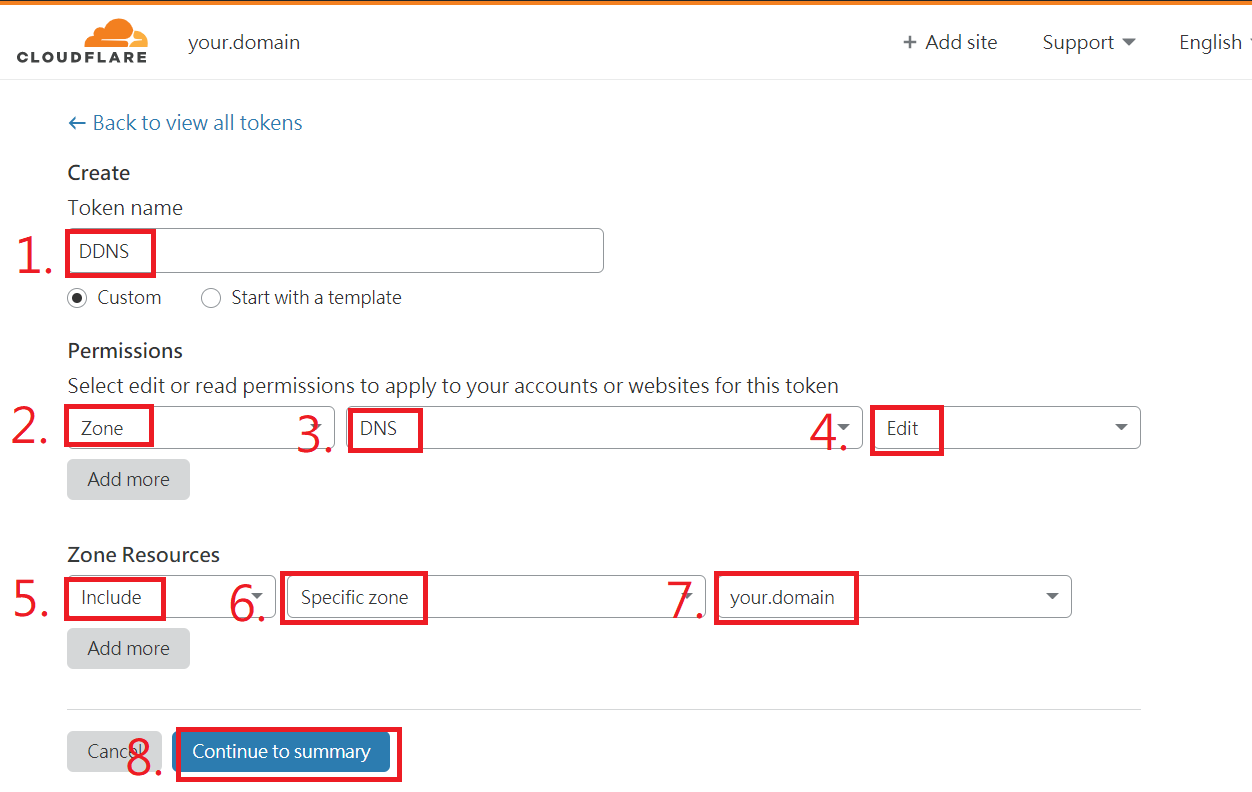 CLOUDFLARE your.domain + Add site Support English
← Back to view all tokens
Create
Token name
1. DDNS
Custom Start with a template
Permissions
Select edit or read permissions to apply to your accounts or websites for this token
2. Zone 3. DNS 4. Edit
Add more
Zone Resources
5. Include 6. Specific zone 7. your.domain
Add more
Cancel 8. Continue to summary